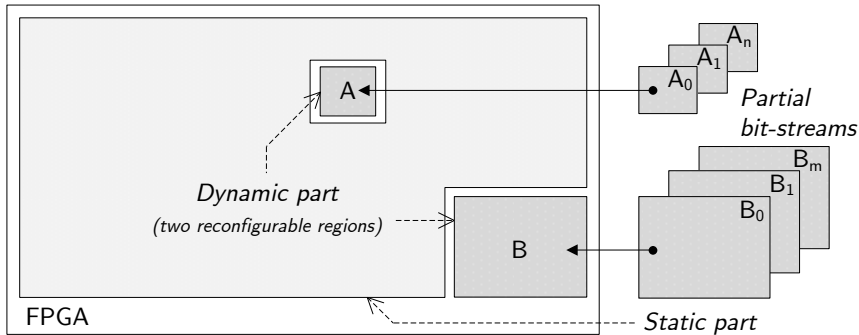 Aₙ
A₁
A₀
A
Partial
bit-streams
Bₘ
B₁
B₀
Dynamic part
(two reconfigurable regions)
B
FPGA
Static part